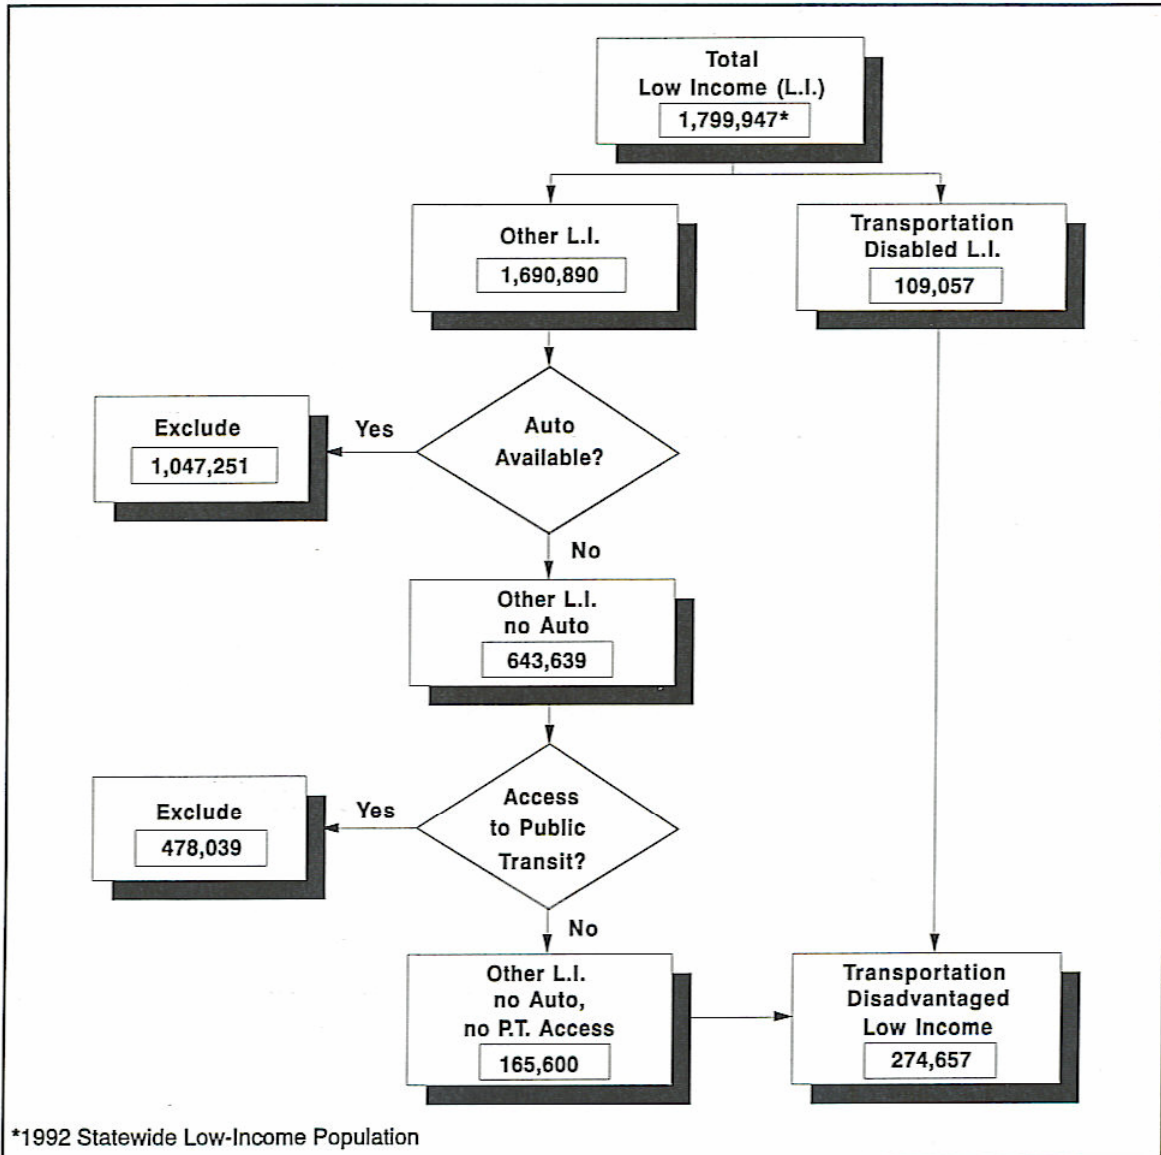 Total
Low Income (L.I.)
1,799,947*
Other L.I.
1,690,890
Transportation
Disabled L.I.
109,057
Auto
Available?
Yes
Exclude
1,047,251
No
Other L.I.
no Auto
643,639
Access
to Public
Transit?
Yes
Exclude
478,039
No
Other L.I.
no Auto,
no P.T. Access
165,600
Transportation
Disadvantaged
Low Income
274,657
*1992 Statewide Low-Income Population